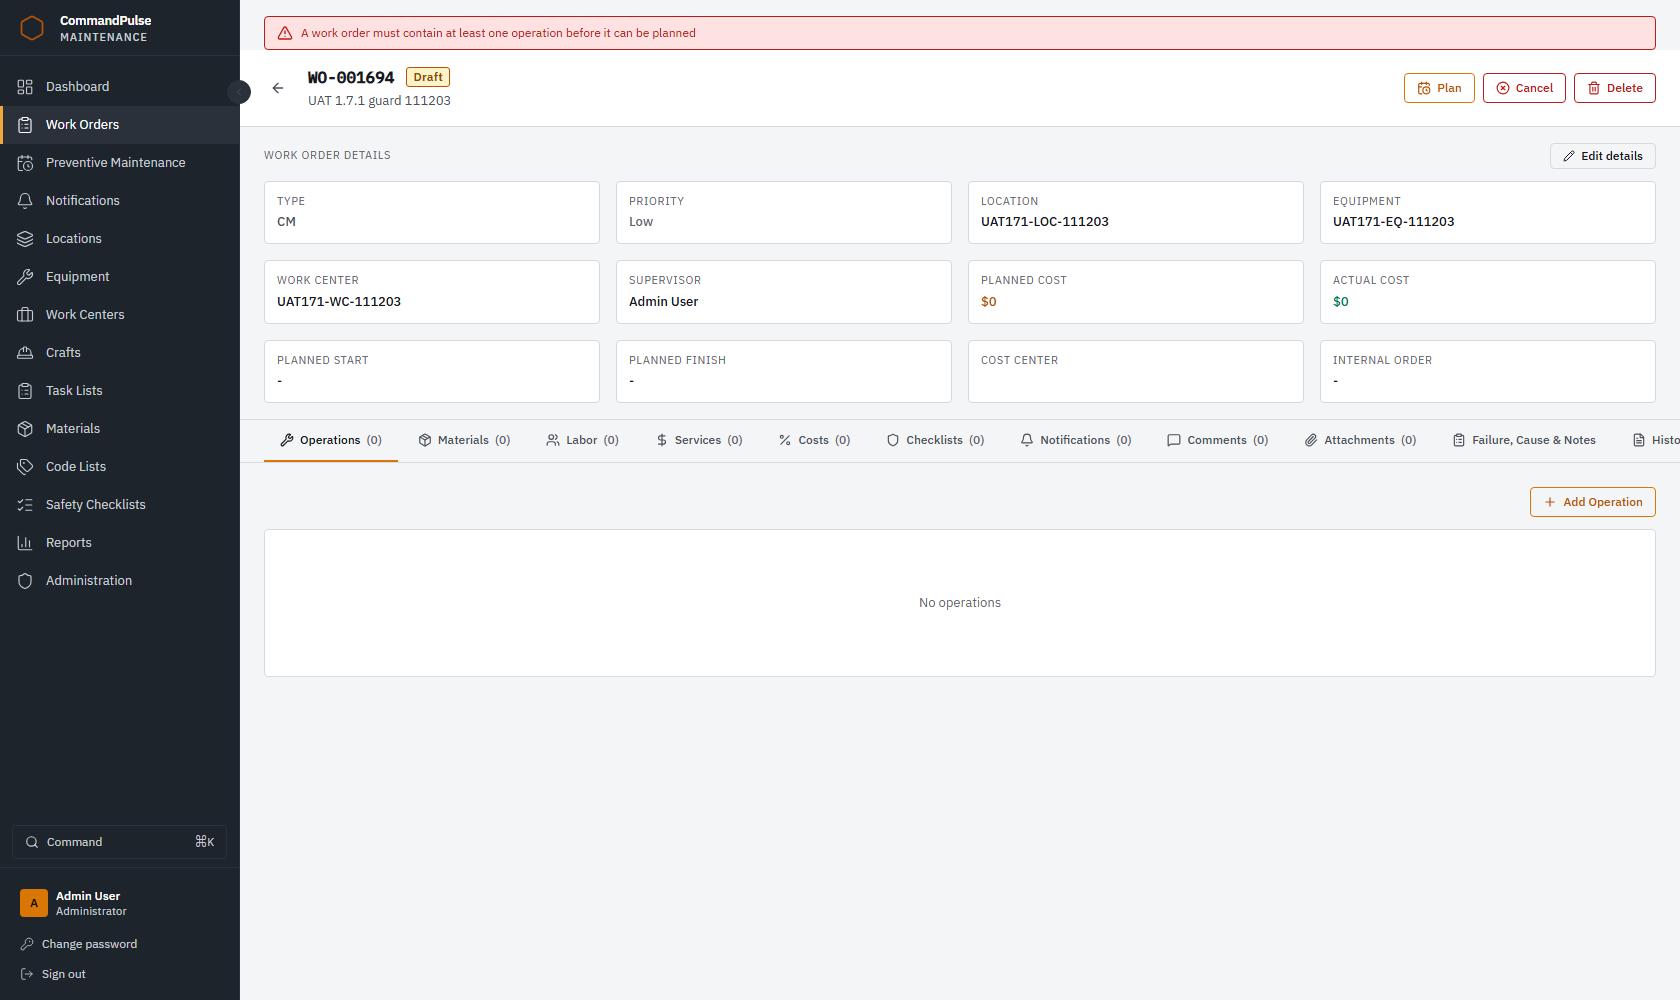 CommandPulse
MAINTENANCE
Dashboard
Work Orders
Preventive Maintenance
Notifications
Locations
Equipment
Work Centers
Crafts
Task Lists
Materials
Code Lists
Safety Checklists
Reports
Administration
Command ⌘K
A Admin User
Administrator
Change password
Sign out
A work order must contain at least one operation before it can be planned
WO-001694 Draft
UAT 1.7.1 guard 111203
Plan Cancel Delete
WORK ORDER DETAILS Edit details
TYPE
CM
PRIORITY
Low
LOCATION
UAT171-LOC-111203
EQUIPMENT
UAT171-EQ-111203
WORK CENTER
UAT171-WC-111203
SUPERVISOR
Admin User
PLANNED COST
$0
ACTUAL COST
$0
PLANNED START
-
PLANNED FINISH
-
COST CENTER
INTERNAL ORDER
-
Operations (0) Materials (0) Labor (0) Services (0) Costs (0) Checklists (0) Notifications (0) Comments (0) Attachments (0) Failure, Cause & Notes Histo
Add Operation
No operations